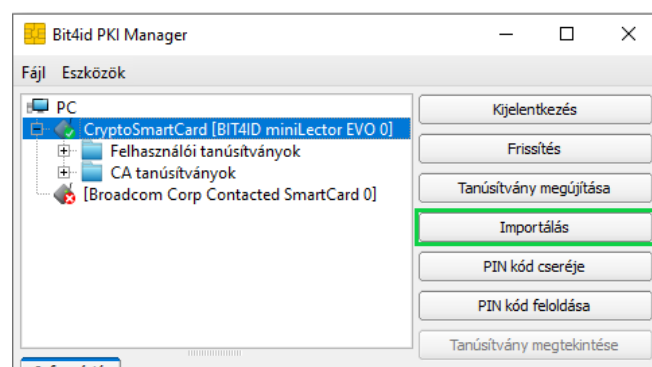 Bit4id PKI Manager
Fájl Eszközök
PC
CryptoSmartCard [BIT4ID miniLector EVO 0]
Felhasználói tanúsítványok
CA tanúsítványok
[Broadcom Corp Contacted SmartCard 0]
Kijelentkezés
Frissítés
Tanúsítvány megújítása
Importálás
PIN kód cseréje
PIN kód feloldása
Tanúsítvány megtekintése